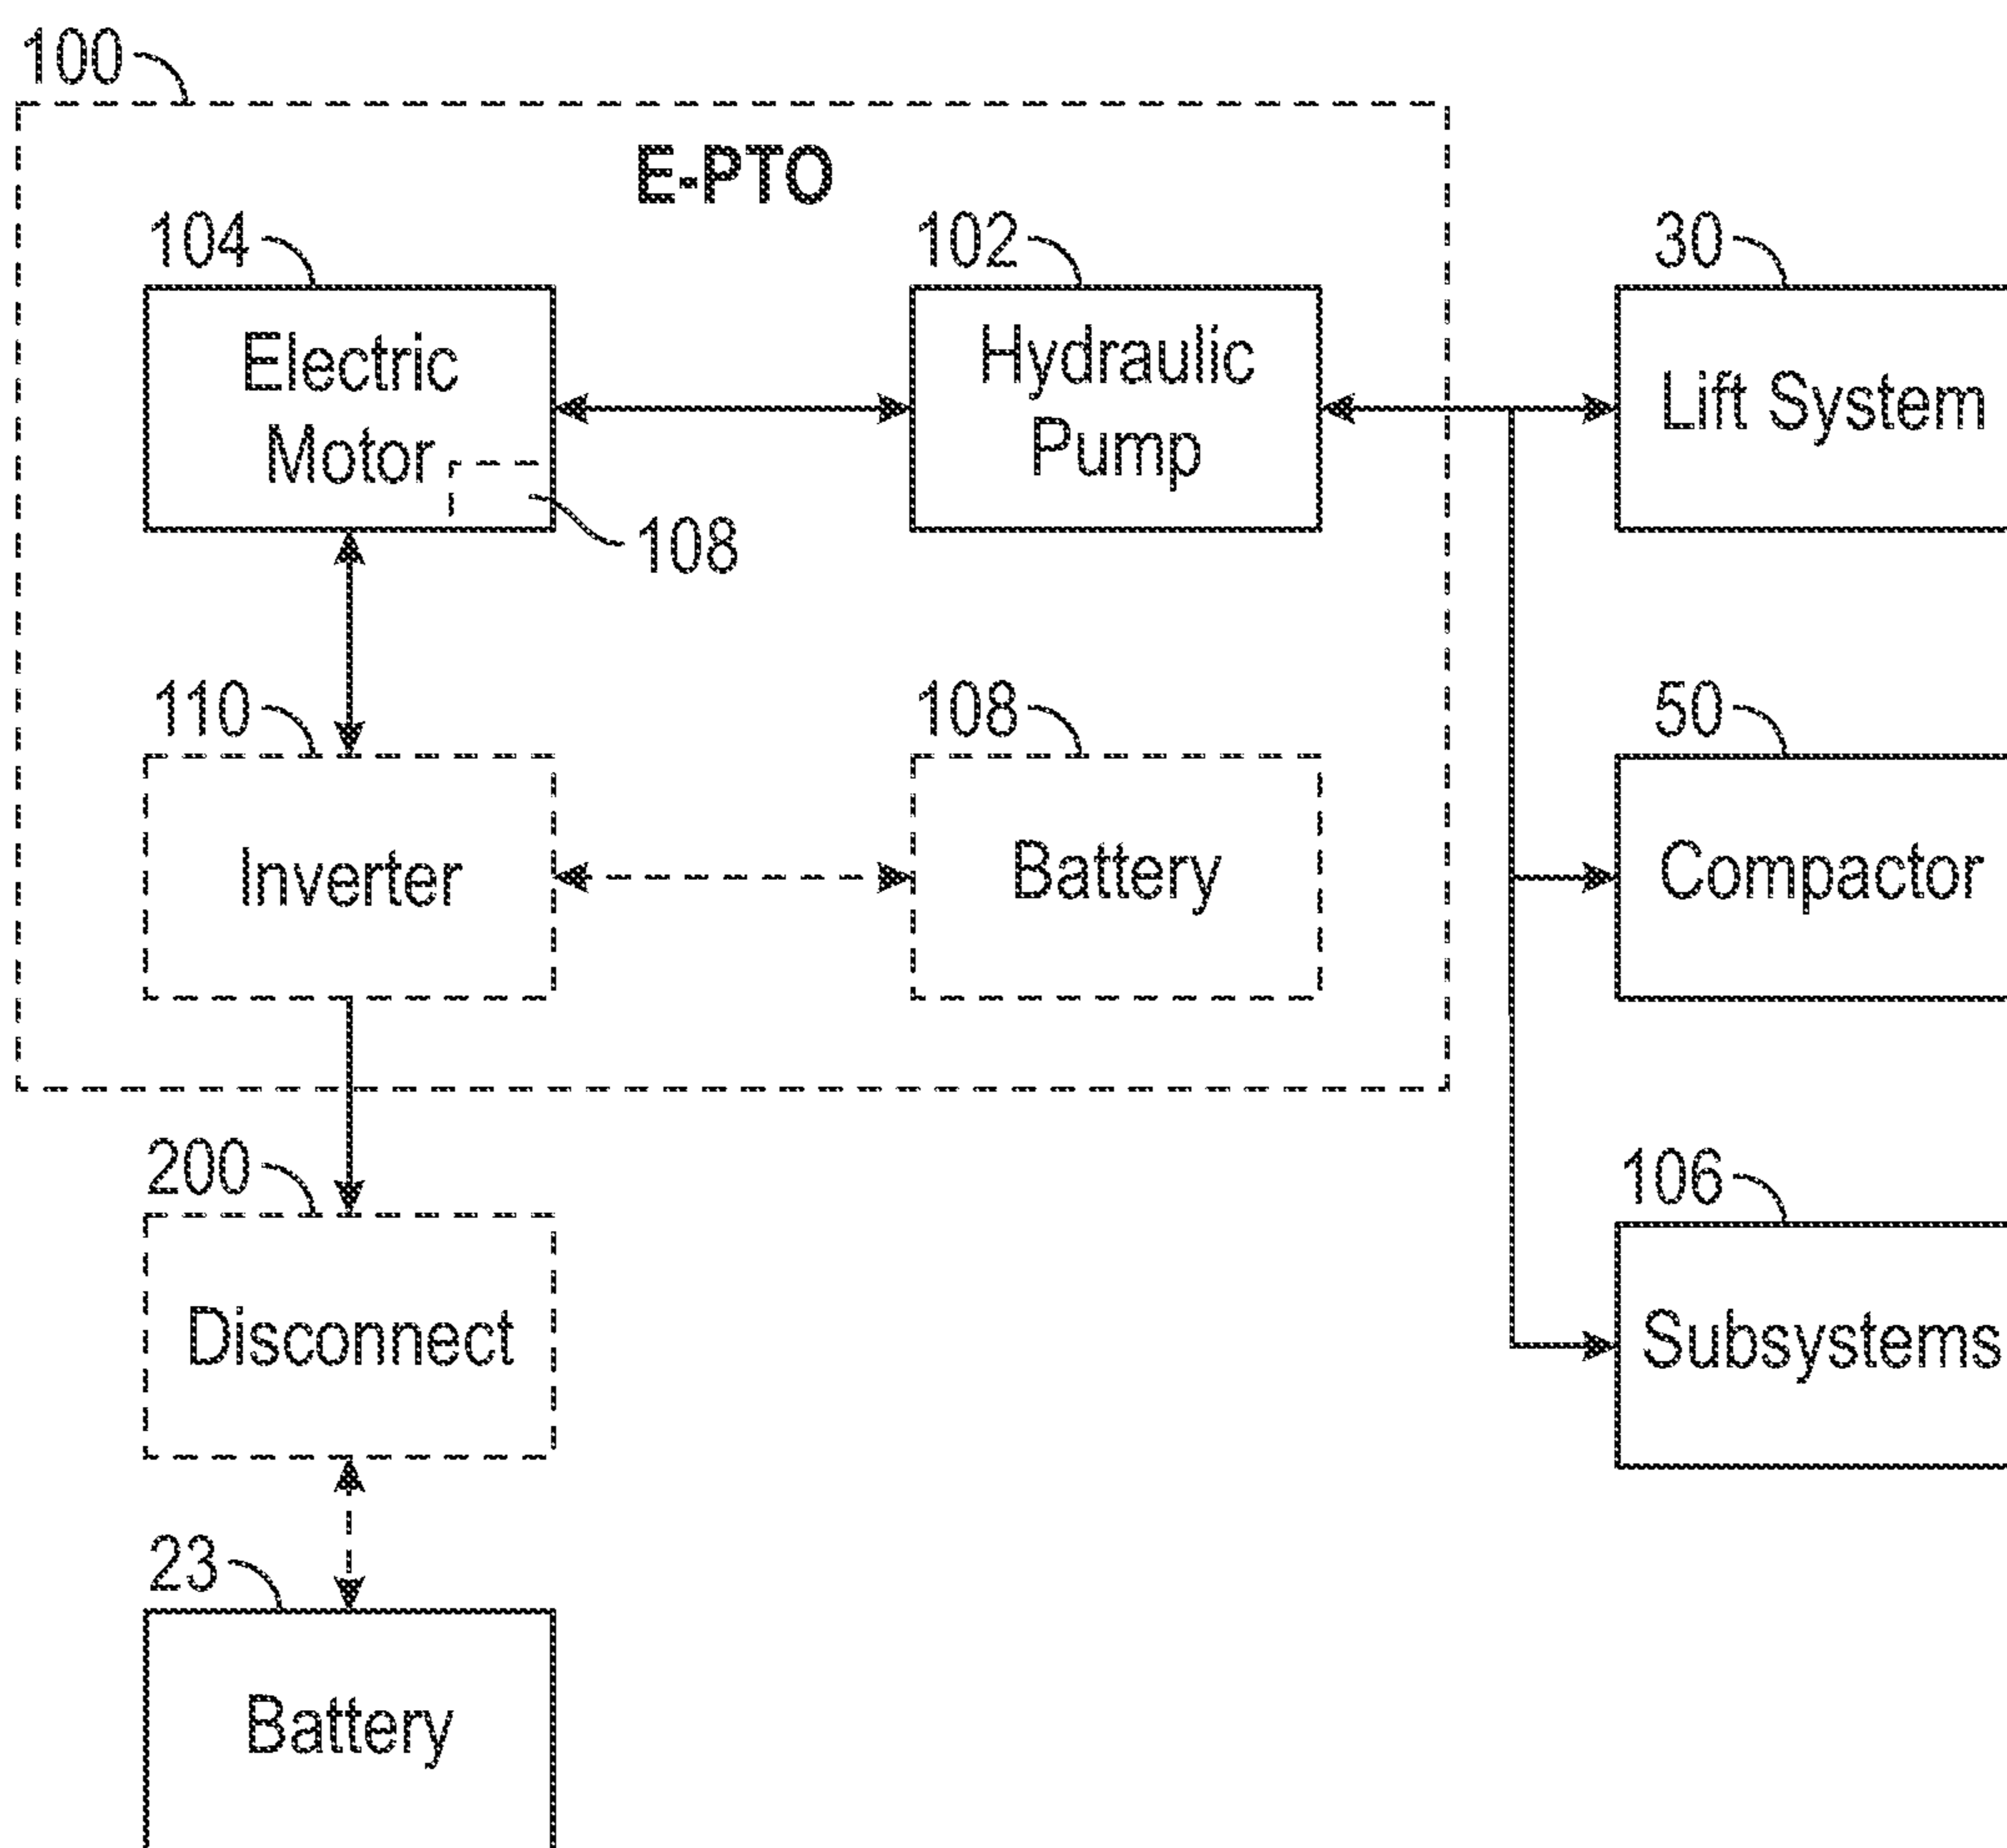 100
E-PTO
104
102
30
Electric
Motor
Hydraulic
Pump
Lift System
108
110
108
50
Inverter
Battery
Compactor
200
106
Disconnect
Subsystems
23
Battery